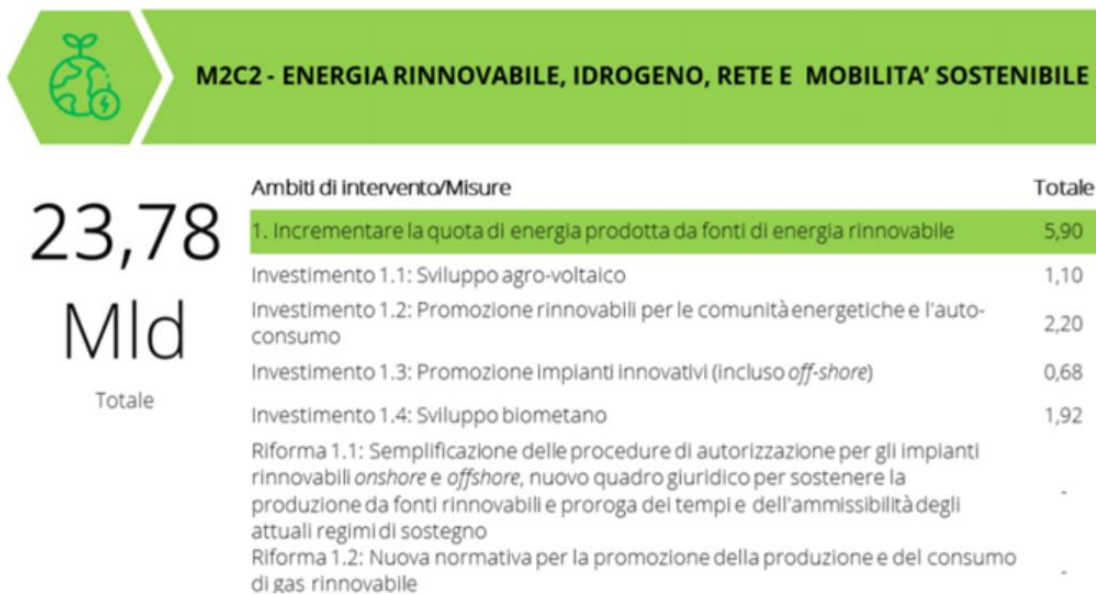 M2C2 - ENERGIA RINNOVABILE, IDROGENO, RETE E MOBILITA' SOSTENIBILE
23,78
Mld
Totale
Ambiti di intervento/Misure Totale
1. Incrementare la quota di energia prodotta da fonti di energia rinnovabile 5,90
Investimento 1.1: Sviluppo agro-voltaico 1,10
Investimento 1.2: Promozione rinnovabili per le comunità energetiche e l'auto-
consumo 2,20
Investimento 1.3: Promozione impianti innovativi (incluso off-shore) 0,68
Investimento 1.4: Sviluppo biometano 1,92
Riforma 1.1: Semplificazione delle procedure di autorizzazione per gli impianti
rinnovabili onshore e offshore, nuovo quadro giuridico per sostenere la
produzione da fonti rinnovabili e proroga dei tempi e dell'ammissibilità degli
attuali regimi di sostegno -
Riforma 1.2: Nuova normativa per la promozione della produzione e del consumo
di gas rinnovabile -